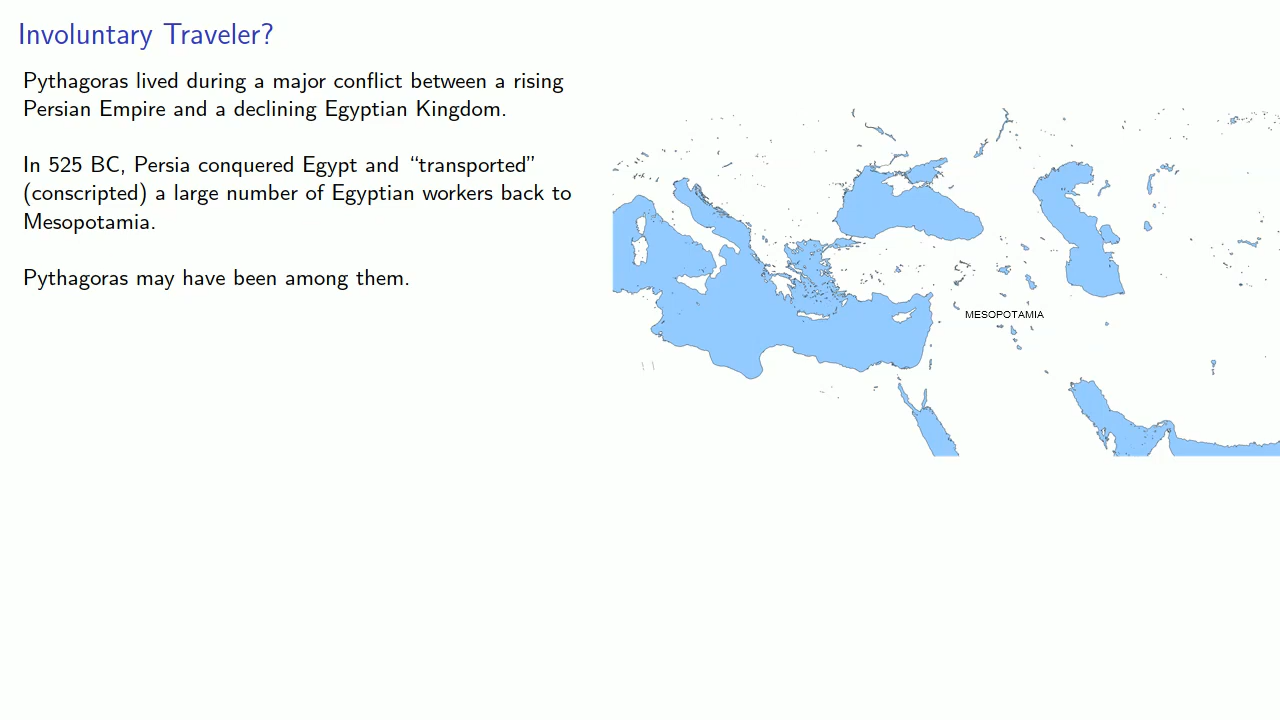 Involuntary Traveler?
Pythagoras lived during a major conflict between a rising
Persian Empire and a declining Egyptian Kingdom.
In 525 BC, Persia conquered Egypt and “transported”
(conscripted) a large number of Egyptian workers back to
Mesopotamia.
Pythagoras may have been among them.
MESOPOTAMIA